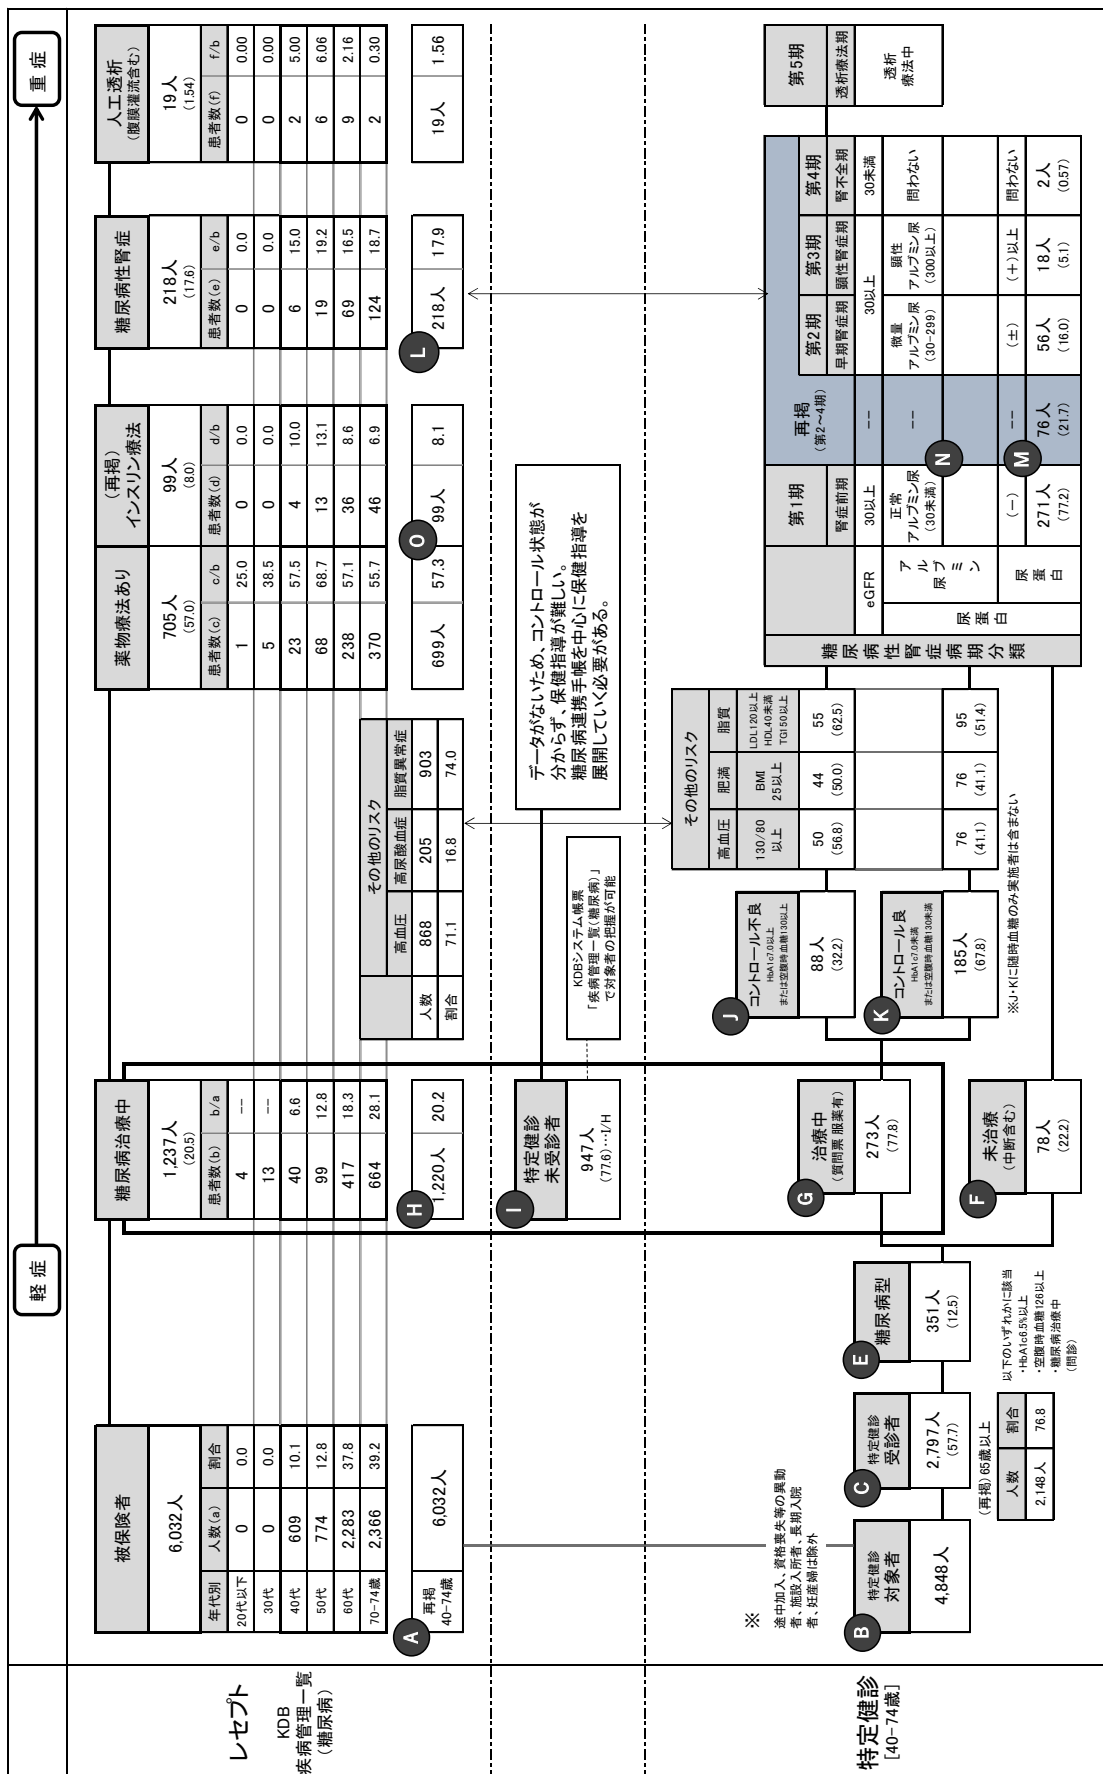 軽症
重症
レセプト
KDB
疾病管理一覧
(糖尿病)
被保険者
6,032人
年代別 人数(a) 割合
20代以下 0 0.0
30代 0 0.0
40代 609 10.1
50代 774 12.8
60代 2,283 37.8
70-74歳 2,366 39.2
A
再掲
40-74歳
6,032人
糖尿病治療中
1,237人
(20.5)
患者数(b) b/a
4 --
13 --
40 6.6
99 12.8
417 18.3
664 28.1
H
1,220人 20.2
その他のリスク
高血圧 高尿酸血症 脂質異常症
人数 868 205 903
割合 71.1 16.8 74.0
薬物療法あり
705人
(57.0)
患者数(c) c/b
1 25.0
5 38.5
23 57.5
68 68.7
238 57.1
370 55.7
699人 57.3
(再掲)
インスリン療法
99人
(8.0)
患者数(d) d/b
0 0.0
0 0.0
4 10.0
13 13.1
36 8.6
46 6.9
O
99人 8.1
糖尿病性腎症
218人
(17.6)
患者数(e) e/b
0 0.0
0 0.0
6 15.0
19 19.2
69 16.5
124 18.7
L
218人 17.9
人工透析
(腹膜灌流含む)
19人
(1.54)
患者数(f) f/b
0 0.00
0 0.00
2 5.00
6 6.06
9 2.16
2 0.30
19人 1.56
I
特定健診
未受診者
947人
(77.6)…I/H
KDBシステム帳票
「疾病管理一覧(糖尿病)」
で対象者の把握が可能
データがないため、コントロール状態が
分からず、保健指導が難しい。
糖尿病連携手帳を中心に保健指導を
展開していく必要がある。
特定健診
[40-74歳]
※
途中加入、資格喪失等の異動
者、施設入所者、長期入院
者、妊産婦は除外
B
特定健診
対象者
4,848人
C
特定健診
受診者
2,797人
(57.7)
(再掲)65歳以上
人数 割合
2,148人 76.8
E
糖尿病型
351人
(12.5)
以下のいずれかに該当
・HbA1c6.5%以上
・空腹時血糖126以上
・糖尿病治療中
(問診)
G
治療中
(質問票 服薬有)
273人
(77.8)
F
未治療
(中断含む)
78人
(22.2)
J
コントロール不良
HbA1c7.0以上
または空腹時血糖130以上
88人
(32.2)
K
コントロール良
HbA1c7.0未満
または空腹時血糖130未満
185人
(67.8)
※J・Kに随時血糖のみ実施者は含まない
その他のリスク
高血圧 肥満 脂質
130/80
以上
BMI
25以上
LDL120以上
HDL40未満
TG150以上
50 44 55
(56.8) (50.0) (62.5)
76 76 95
(41.1) (41.1) (51.4)
糖尿病性腎症病期分類
第1期 再掲
(第2~4期)
第2期 第3期 第4期 第5期
腎症前期 早期腎症期 顕性腎症期 腎不全期 透析療法期
eGFR 30以上 -- 30以上 30未満
透析
療法中
尿蛋白
アルブミン尿
正常
アルブミン尿
(30未満)
--
微量
アルブミン尿
(30-299)
顕性
アルブミン尿
(300以上)
問わない
N
尿蛋白 (-) -- (±) (+)以上 問わない
M
271人 76人 56人 18人 2人
(77.2) (21.7) (16.0) (5.1) (0.57)